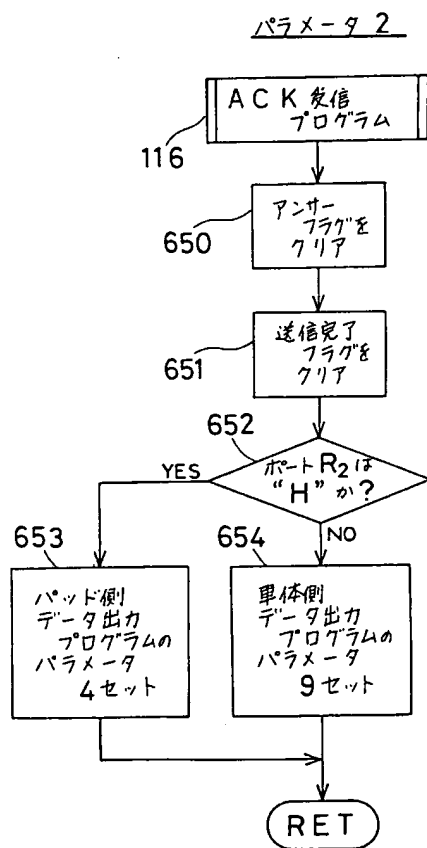 パラメータ 2
ACK 受信
プログラム
116
アンサー
フラグを
クリア
650
送信完了
フラグを
クリア
651
652
ポート R2 は
"H" か?
YES
NO
653
パッド側
データ出力
プログラムの
パラメータ
4セット
654
単体側
データ出力
プログラムの
パラメータ
9セット
RET